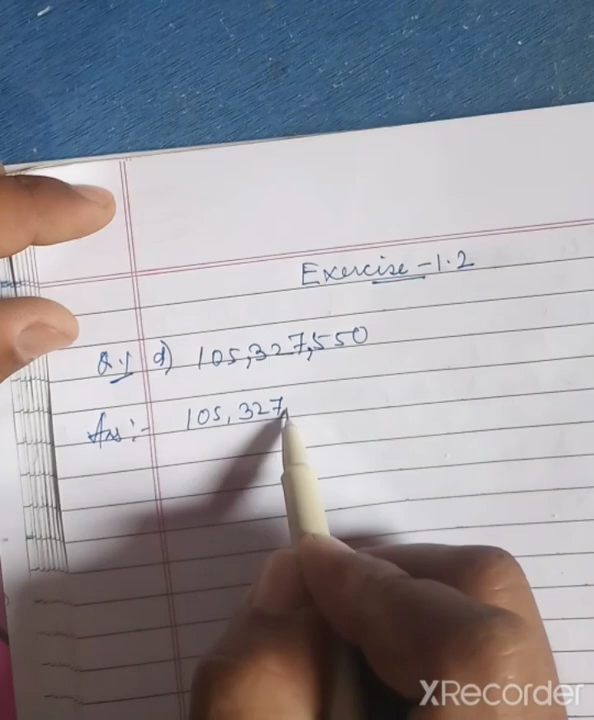 Exercise - 1.2
Q.1 d) 105,327,550
Ans:- 105, 327,
XRecorder